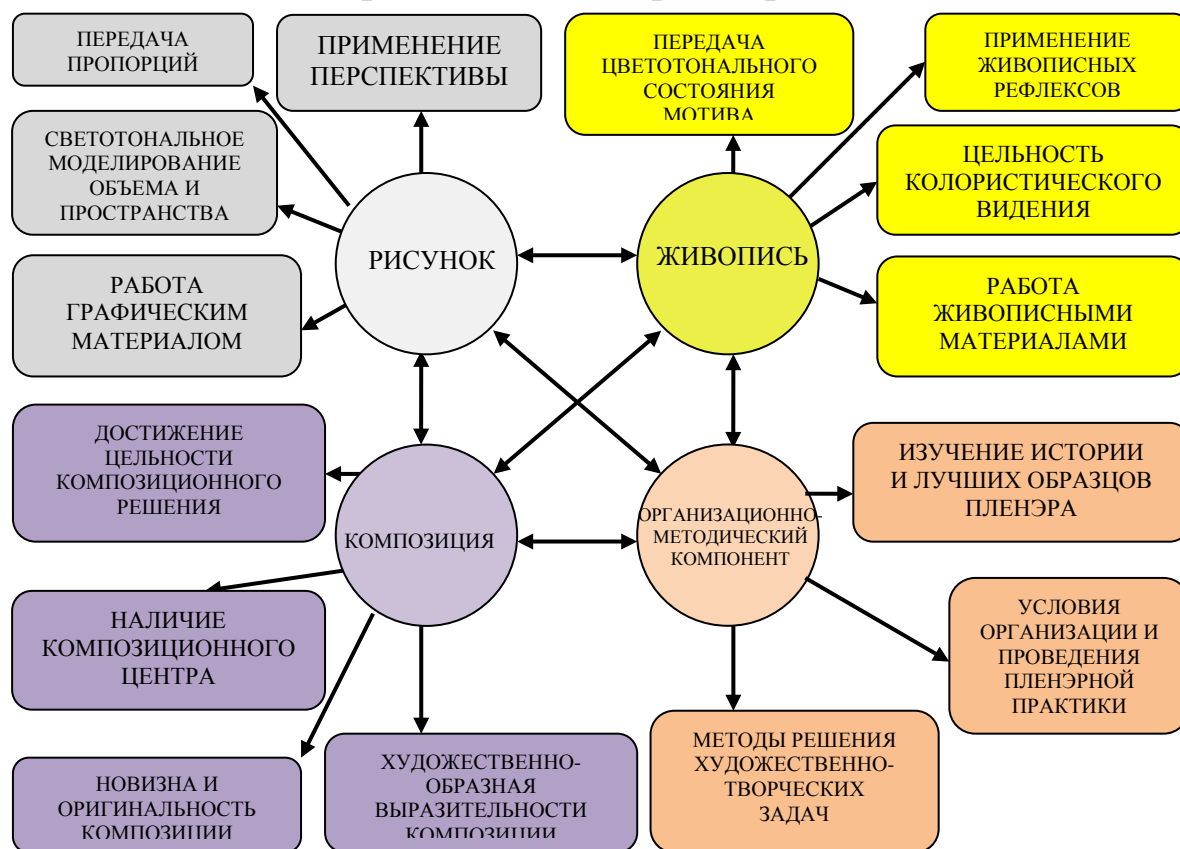 ПЕРЕДАЧА
ПРОПОРЦИЙ
ПРИМЕНЕНИЕ
ПЕРСПЕКТИВЫ
ПЕРЕДАЧА
ЦВЕТОТОНАЛЬНОГО
СОСТОЯНИЯ
МОТИВА
ПРИМЕНЕНИЕ
ЖИВОПИСНЫХ
РЕФЛЕКСОВ
СВЕТОТОНАЛЬНОЕ
МОДЕЛИРОВАНИЕ
ОБЪЕМА И
ПРОСТРАНСТВА
ЦЕЛЬНОСТЬ
КОЛОРИСТИЧЕСКОГО
ВИДЕНИЯ
РИСУНОК
ЖИВОПИСЬ
РАБОТА
ГРАФИЧЕСКИМ
МАТЕРИАЛОМ
РАБОТА
ЖИВОПИСНЫМИ
МАТЕРИАЛАМИ
ДОСТИЖЕНИЕ
ЦЕЛЬНОСТИ
КОМПОЗИЦИОННОГО
РЕШЕНИЯ
ИЗУЧЕНИЕ ИСТОРИИ
И ЛУЧШИХ ОБРАЗЦОВ
ПЛЕНЭРА
КОМПОЗИЦИЯ
ОРГАНИЗАЦИОННО-
МЕТОДИЧЕСКИЙ
КОМПОНЕНТ
НАЛИЧИЕ
КОМПОЗИЦИОННОГО
ЦЕНТРА
УСЛОВИЯ
ОРГАНИЗАЦИИ И
ПРОВЕДЕНИЯ
ПЛЕНЭРНОЙ
ПРАКТИКИ
НОВИЗНА И
ОРИГИНАЛЬНОСТЬ
КОМПОЗИЦИИ
ХУДОЖЕСТВЕННО-
ОБРАЗНАЯ
ВЫРАЗИТЕЛЬНОСТИ
КОМПОЗИЦИИ
МЕТОДЫ РЕШЕНИЯ
ХУДОЖЕСТВЕННО-
ТВОРЧЕСКИХ
ЗАДАЧ